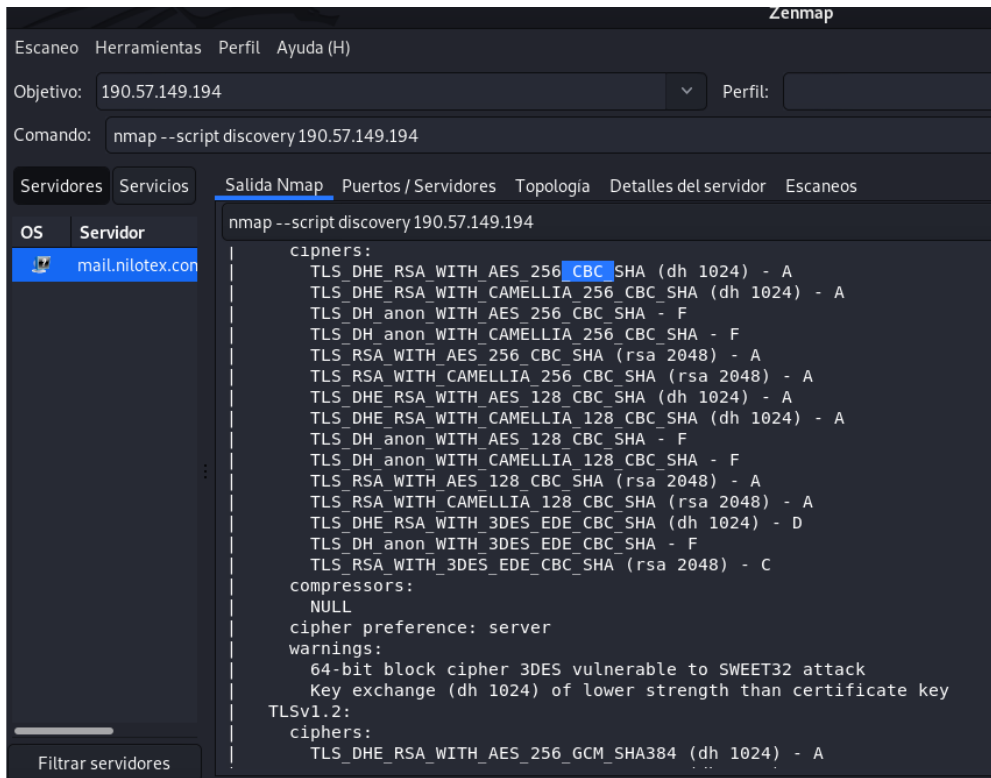 Zenmap
Escaneo Herramientas Perfil Ayuda (H)
Objetivo: 190.57.149.194 Perfil:
Comando: nmap --script discovery 190.57.149.194
Servidores Servicios Salida Nmap Puertos / Servidores Topología Detalles del servidor Escaneos
nmap --script discovery 190.57.149.194
OS Servidor
mail.nilotex.con
| ciphers:
| TLS_DHE_RSA_WITH_AES_256_CBC_SHA (dh 1024) - A
| TLS_DHE_RSA_WITH_CAMELLIA_256_CBC_SHA (dh 1024) - A
| TLS_DH_anon_WITH_AES_256_CBC_SHA - F
| TLS_DH_anon_WITH_CAMELLIA_256_CBC_SHA - F
| TLS_RSA_WITH_AES_256_CBC_SHA (rsa 2048) - A
| TLS_RSA_WITH_CAMELLIA_256_CBC_SHA (rsa 2048) - A
| TLS_DHE_RSA_WITH_AES_128_CBC_SHA (dh 1024) - A
| TLS_DHE_RSA_WITH_CAMELLIA_128_CBC_SHA (dh 1024) - A
| TLS_DH_anon_WITH_AES_128_CBC_SHA - F
| TLS_DH_anon_WITH_CAMELLIA_128_CBC_SHA - F
| TLS_RSA_WITH_AES_128_CBC_SHA (rsa 2048) - A
| TLS_RSA_WITH_CAMELLIA_128_CBC_SHA (rsa 2048) - A
| TLS_DHE_RSA_WITH_3DES_EDE_CBC_SHA (dh 1024) - D
| TLS_DH_anon_WITH_3DES_EDE_CBC_SHA - F
| TLS_RSA_WITH_3DES_EDE_CBC_SHA (rsa 2048) - C
| compressors:
| NULL
| cipher preference: server
| warnings:
| 64-bit block cipher 3DES vulnerable to SWEET32 attack
| Key exchange (dh 1024) of lower strength than certificate key
| TLSv1.2:
| ciphers:
| TLS_DHE_RSA_WITH_AES_256_GCM_SHA384 (dh 1024) - A
Filtrar servidores